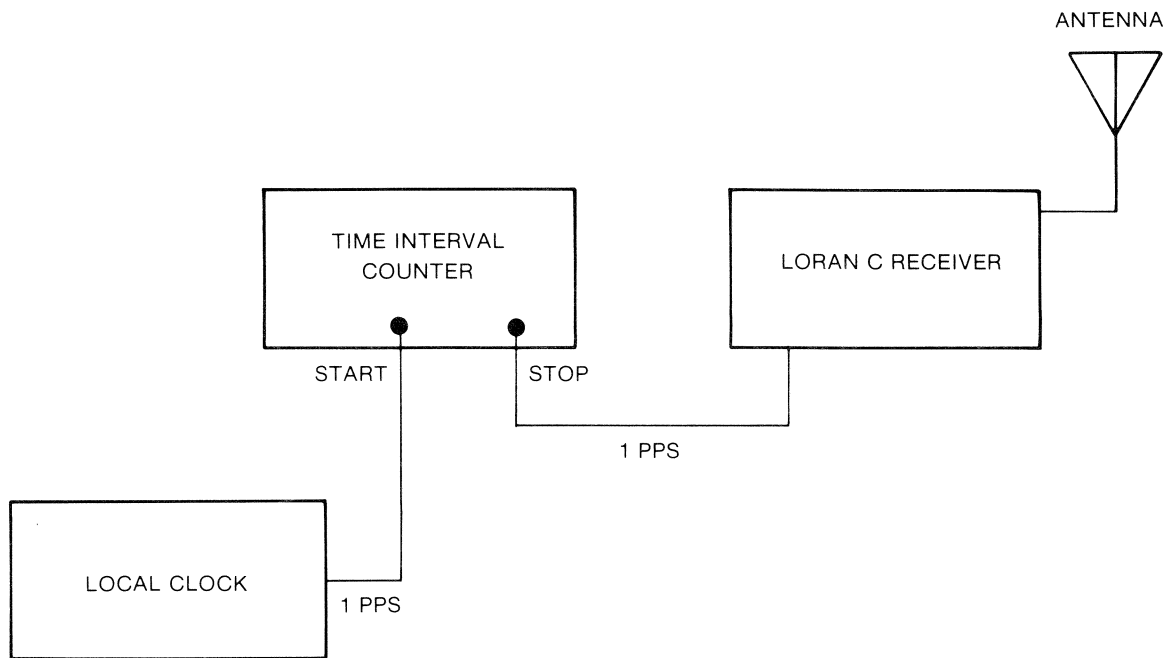 ANTENNA
TIME INTERVAL
COUNTER
LORAN C RECEIVER
START
STOP
1 PPS
LOCAL CLOCK
1 PPS